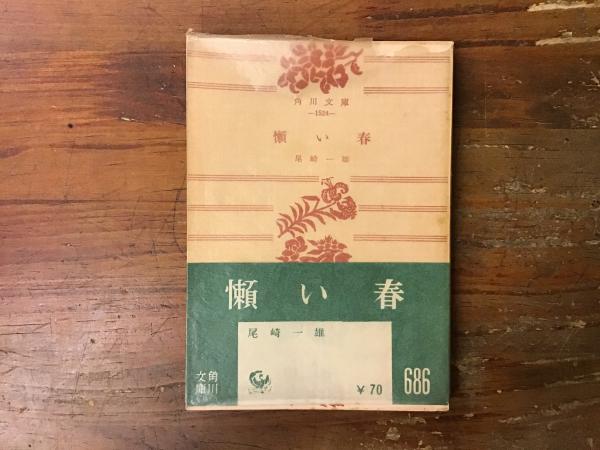 角川文庫
—1524—
懶い春
尾崎一雄
懶い春
尾崎一雄
角川文庫
¥70
686